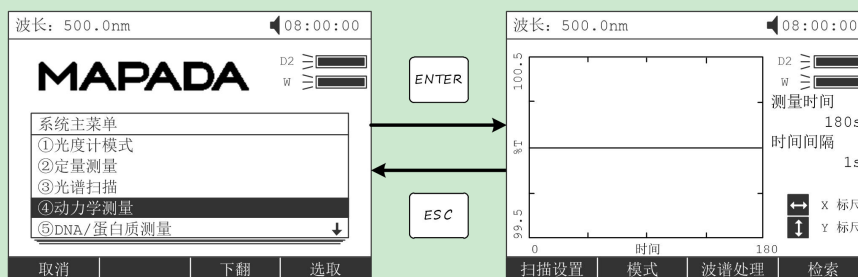 波长: 500.0nm
08:00:00
MAPADA
D2
W
系统主菜单
①光度计模式
②定量测量
③光谱扫描
④动力学测量
⑤DNA/蛋白质测量
取消
下翻
选取
ENTER
ESC
波长: 500.0nm
08:00:00
100.5
%T
99.5
0
时间
180
D2
W
测量时间
180s
时间间隔
1s
X 标尺
Y 标尺
扫描设置
模式
波谱处理
检索